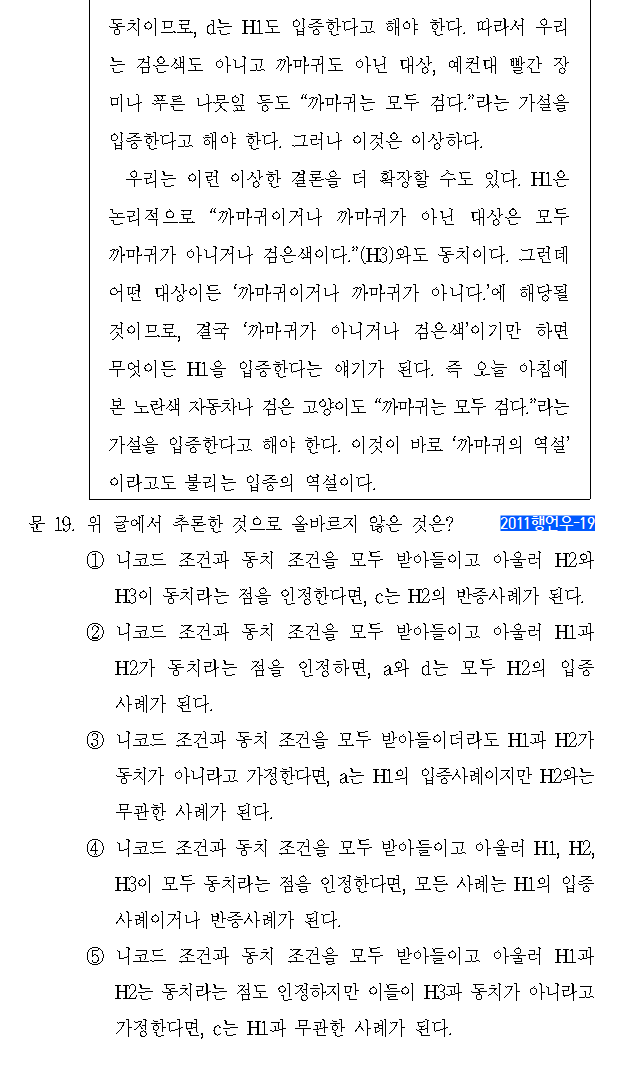 동치이므로, d는 H1도 입증한다고 해야 한다. 따라서 우리
는 검은색도 아니고 까마귀도 아닌 대상, 예컨대 빨간 장
미나 푸른 나뭇잎 등도 “까마귀는 모두 검다.”라는 가설을
입증한다고 해야 한다. 그러나 이것은 이상하다.
우리는 이런 이상한 결론을 더 확장할 수도 있다. H1은
논리적으로 “까마귀이거나 까마귀가 아닌 대상은 모두
까마귀가 아니거나 검은색이다.”(H3)와도 동치이다. 그런데
어떤 대상이든 ‘까마귀이거나 까마귀가 아니다.’에 해당될
것이므로, 결국 ‘까마귀가 아니거나 검은색’이기만 하면
무엇이든 H1을 입증한다는 얘기가 된다. 즉 오늘 아침에
본 노란색 자동차나 검은 고양이도 “까마귀는 모두 검다.”라는
가설을 입증한다고 해야 한다. 이것이 바로 ‘까마귀의 역설’
이라고도 불리는 입증의 역설이다.
문 19. 위 글에서 추론한 것으로 올바르지 않은 것은? 2011행언우-19
① 니코드 조건과 동치 조건을 모두 받아들이고 아울러 H2와
H3이 동치라는 점을 인정한다면, c는 H2의 반증사례가 된다.
② 니코드 조건과 동치 조건을 모두 받아들이고 아울러 H1과
H2가 동치라는 점을 인정하면, a와 d는 모두 H2의 입증
사례가 된다.
③ 니코드 조건과 동치 조건을 모두 받아들이더라도 H1과 H2가
동치가 아니라고 가정한다면, a는 H1의 입증사례이지만 H2와는
무관한 사례가 된다.
④ 니코드 조건과 동치 조건을 모두 받아들이고 아울러 H1, H2,
H3이 모두 동치라는 점을 인정한다면, 모든 사례는 H1의 입증
사례이거나 반증사례가 된다.
⑤ 니코드 조건과 동치 조건을 모두 받아들이고 아울러 H1과
H2는 동치라는 점도 인정하지만 이들이 H3과 동치가 아니라고
가정한다면, c는 H1과 무관한 사례가 된다.